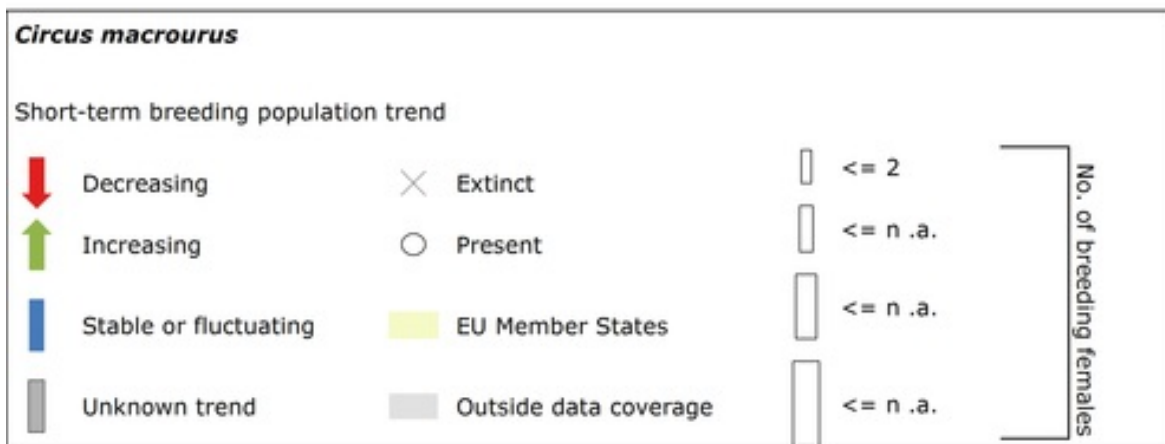 Circus macrourus
Short-term breeding population trend
Decreasing
Increasing
Stable or fluctuating
Unknown trend
Extinct
Present
EU Member States
Outside data coverage
<= 2
<= n .a.
<= n .a.
<= n .a.
No. of breeding females